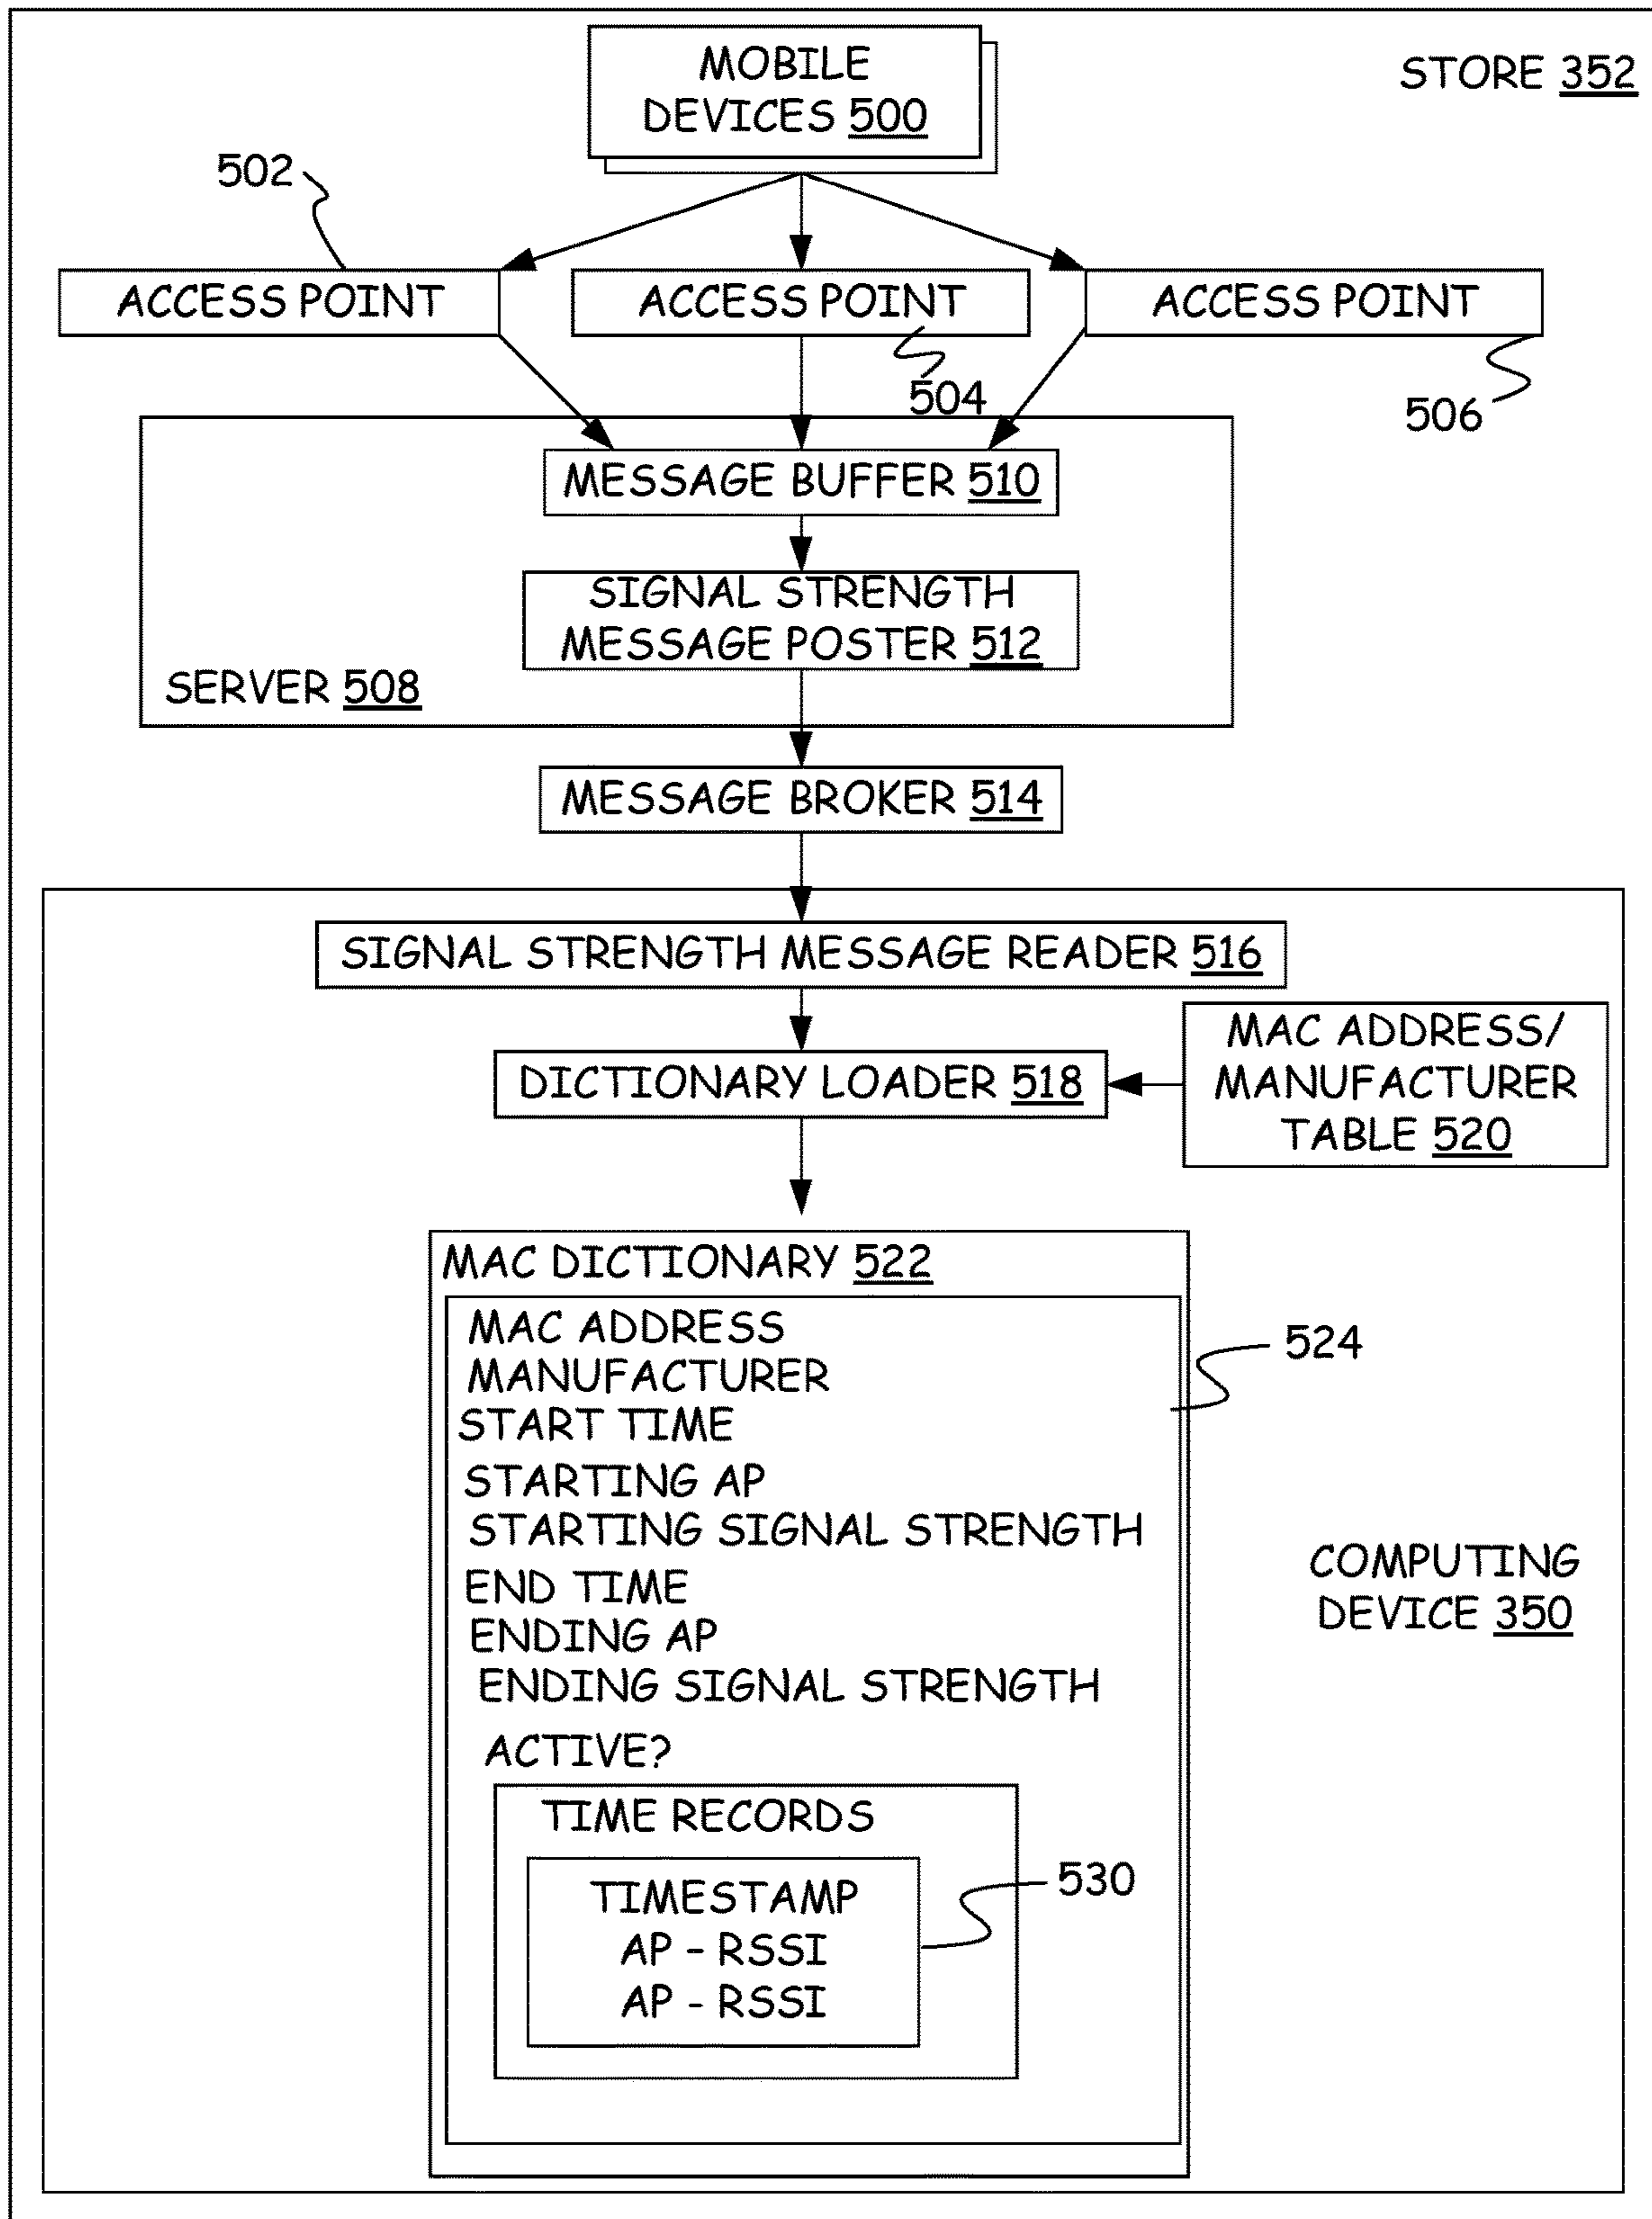 MOBILE
DEVICES 500
STORE 352
502
ACCESS POINT
ACCESS POINT
ACCESS POINT
504
506
MESSAGE BUFFER 510
SIGNAL STRENGTH
MESSAGE POSTER 512
SERVER 508
MESSAGE BROKER 514
SIGNAL STRENGTH MESSAGE READER 516
DICTIONARY LOADER 518
MAC ADDRESS/
MANUFACTURER
TABLE 520
MAC DICTIONARY 522
MAC ADDRESS
MANUFACTURER
START TIME
STARTING AP
STARTING SIGNAL STRENGTH
END TIME
ENDING AP
ENDING SIGNAL STRENGTH
ACTIVE?
524
COMPUTING
DEVICE 350
TIME RECORDS
TIMESTAMP
AP - RSSI
AP - RSSI
530